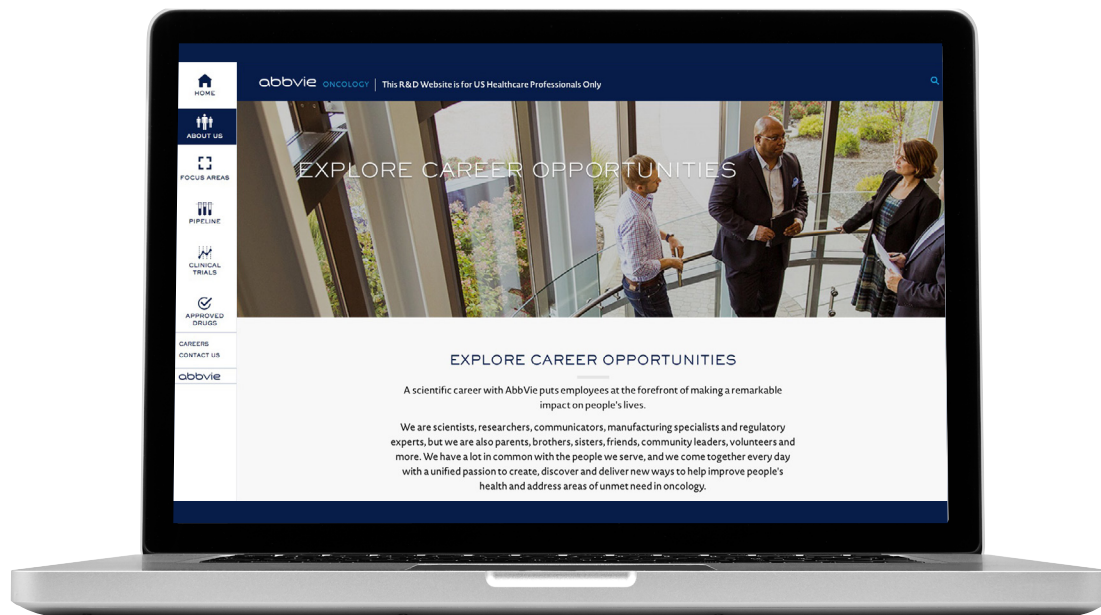 HOME
ABOUT US
FOCUS AREAS
PIPELINE
CLINICAL
TRIALS
APPROVED
DRUGS
CAREERS
CONTACT US
abbvie
abbvie ONCOLOGY | This R&D Website is for US Healthcare Professionals Only
EXPLORE CAREER OPPORTUNITIES
EXPLORE CAREER OPPORTUNITIES
A scientific career with AbbVie puts employees at the forefront of making a remarkable
impact on people's lives.
We are scientists, researchers, communicators, manufacturing specialists and regulatory
experts, but we are also parents, brothers, sisters, friends, community leaders, volunteers and
more. We have a lot in common with the people we serve, and we come together every day
with a unified passion to create, discover and deliver new ways to help improve people's
health and address areas of unmet need in oncology.